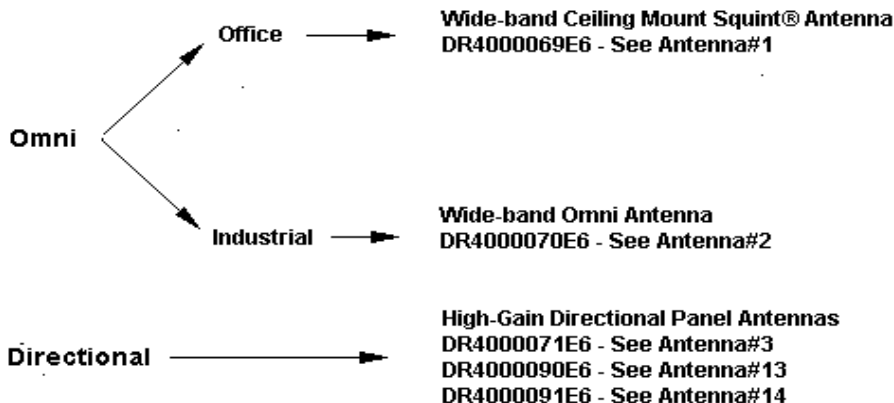 Office
Wide-band Ceiling Mount Squint® Antenna
DR4000069E6 - See Antenna#1
Omni
Industrial
Wide-band Omni Antenna
DR4000070E6 - See Antenna#2
Directional
High-Gain Directional Panel Antennas
DR4000071E6 - See Antenna#3
DR4000090E6 - See Antenna#13
DR4000091E6 - See Antenna#14